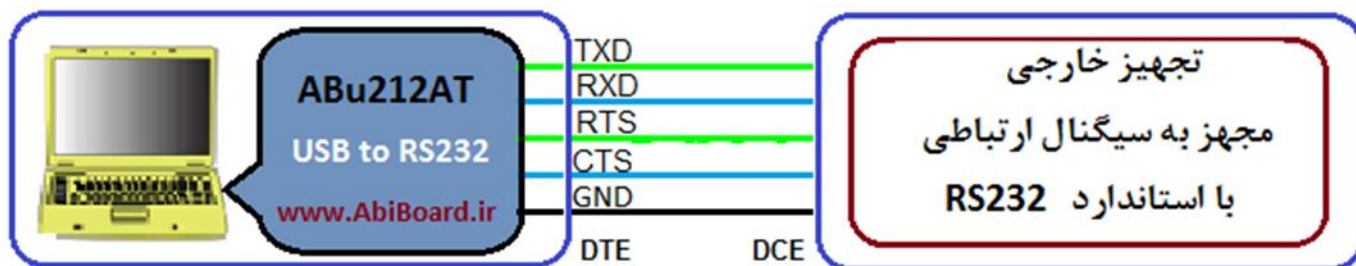 ABu212AT
USB to RS232
www.AbiBoard.ir
TXD
RXD
RTS
CTS
GND
DTE
DCE
تجهیز خارجی
مجهز به سیگنال ارتباطی
با استاندارد RS232